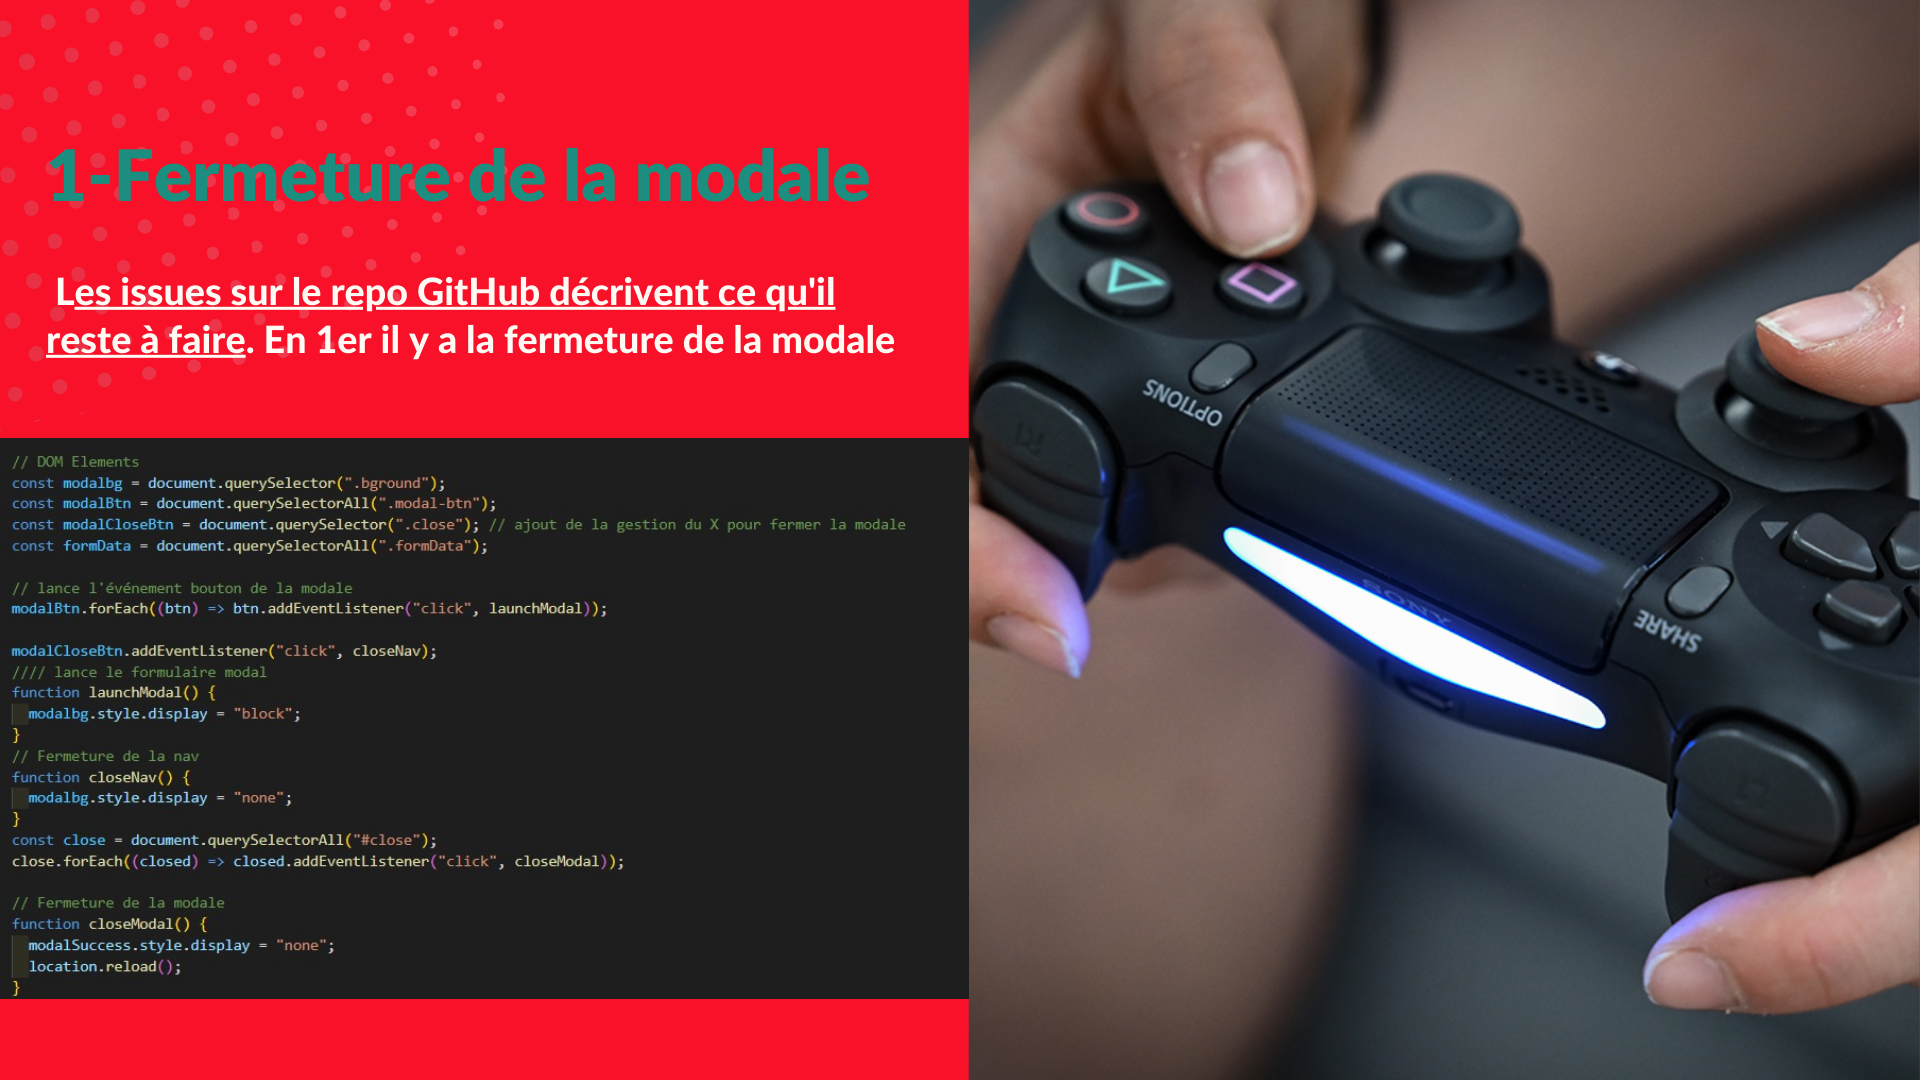 1-Fermeture de la modale
Les issues sur le repo GitHub décrivent ce qu'il
reste à faire. En 1er il y a la fermeture de la modale
// DOM Elements
const modalbg = document.querySelector(".bground");
const modalBtn = document.querySelectorAll(".modal-btn");
const modalCloseBtn = document.querySelector(".close"); // ajout de la gestion du X pour fermer la modale
const formData = document.querySelectorAll(".formData");
// lance l'événement bouton de la modale
modalBtn.forEach((btn) => btn.addEventListener("click", launchModal));
modalCloseBtn.addEventListener("click", closeNav);
//// lance le formulaire modal
function launchModal() {
  modalbg.style.display = "block";
}
// Fermeture de la nav
function closeNav() {
  modalbg.style.display = "none";
}
const close = document.querySelectorAll("#close");
close.forEach((closed) => closed.addEventListener("click", closeModal));
// Fermeture de la modale
function closeModal() {
  modalSuccess.style.display = "none";
  location.reload();
}
OPTIONS
SONY
SHARE